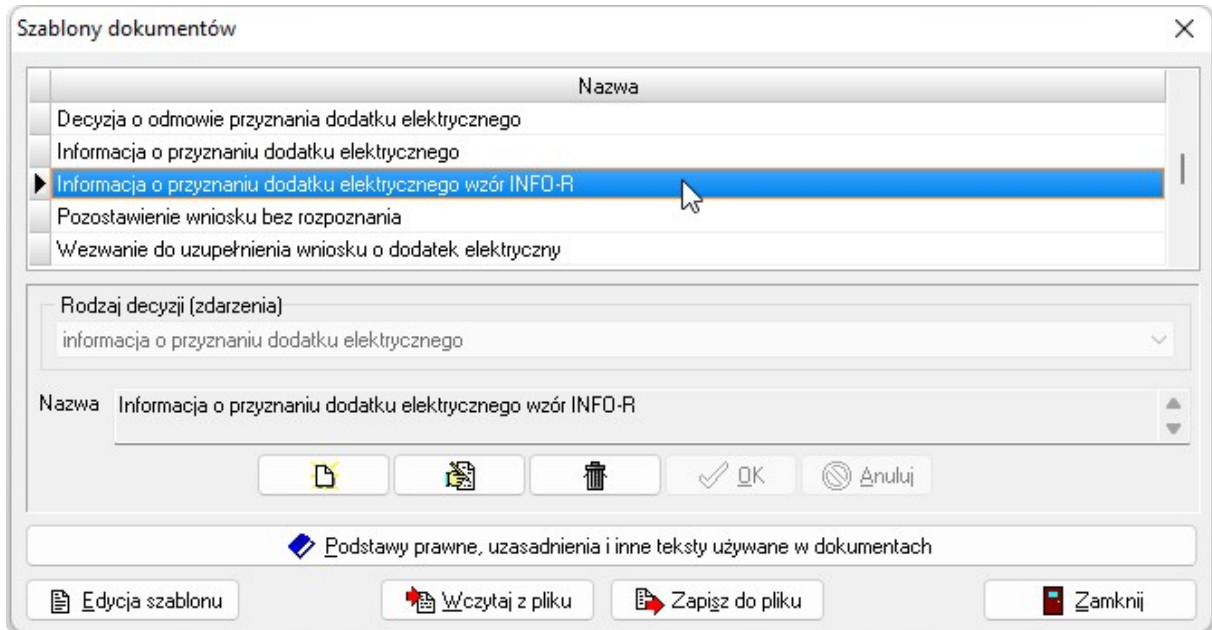 Szablony dokumentów
Nazwa
Decyzja o odmowie przyznania dodatku elektrycznego
Informacja o przyznaniu dodatku elektrycznego
Informacja o przyznaniu dodatku elektrycznego wzór INFO-R
Pozostawienie wniosku bez rozpoznania
Wezwanie do uzupełnienia wniosku o dodatek elektryczny
Rodzaj decyzji (zdarzenia)
informacja o przyznaniu dodatku elektrycznego
Nazwa Informacja o przyznaniu dodatku elektrycznego wzór INFO-R
OK Anuluj
Podstawy prawne, uzasadnienia i inne teksty używane w dokumentach
Edycja szablonu Wczytaj z pliku Zapisz do pliku Zamknij